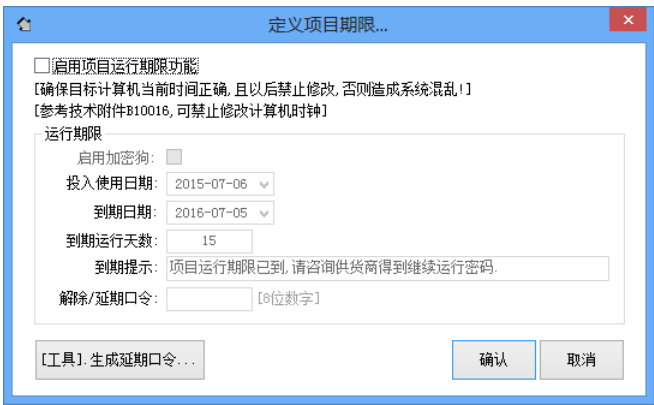 定义项目期限...
启用项目运行期限功能
[确保目标计算机当前时间正确,且以后禁止修改,否则造成系统混乱!]
[参考技术附件B10016,可禁止修改计算机时钟]
运行期限
启用加密狗:
投入使用日期: 2015-07-06
到期日期: 2016-07-05
到期运行天数: 15
到期提示: 项目运行期限已到,请咨询供货商得到继续运行密码.
解除/延期口令: [8位数字]
[工具].生成延期口令... 确认 取消